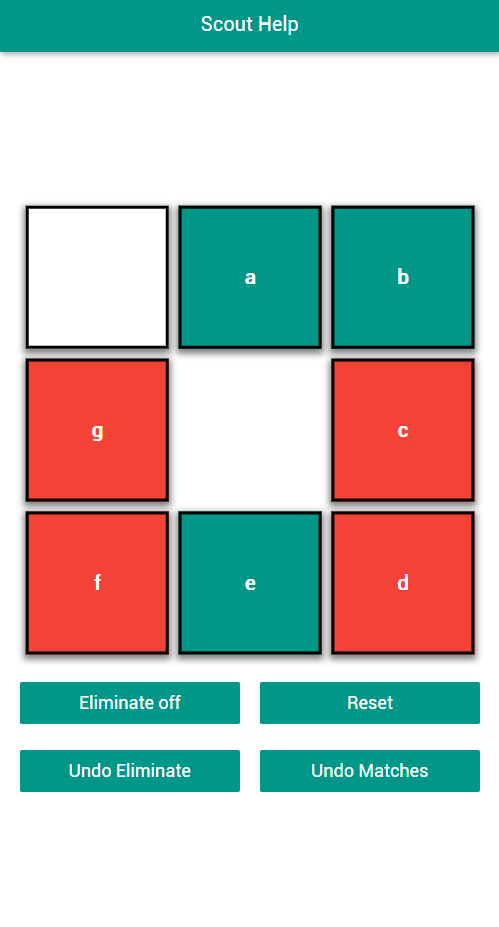 Scout Help
a b
g c
f e d
Eliminate off Reset
Undo Eliminate Undo Matches